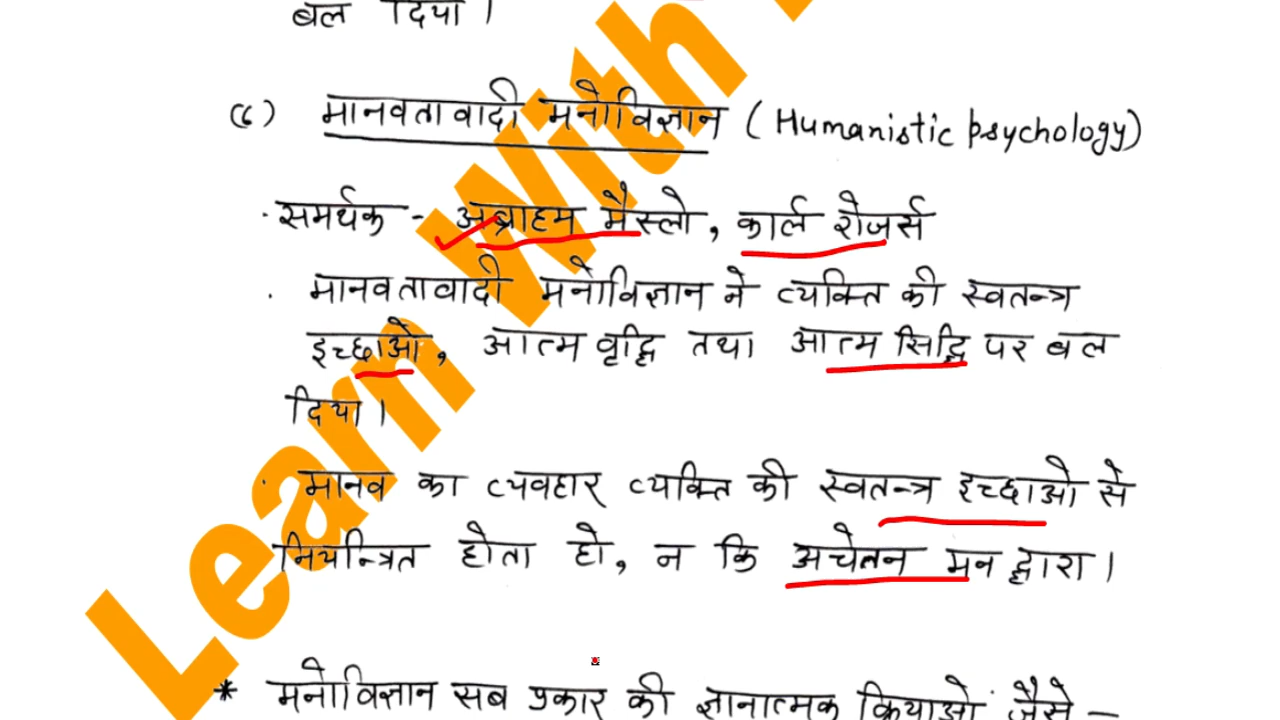 बल दिया।
(6) मानवतावादी मनोविज्ञान (Humanistic psychology)
· समर्थक - अब्राहम मैस्लो, कार्ल रोजर्स
· मानवतावादी मनोविज्ञान ने व्यक्ति की स्वतन्त्र
इच्छाओ, आत्म वृद्धि तथा आत्म सिद्धि पर बल
दिया।
· मानव का व्यवहार व्यक्ति की स्वतन्त्र इच्छाओ से
नियन्त्रित होता हो, न कि अचेतन मन द्वारा।
* मनोविज्ञान सब प्रकार की ज्ञानात्मक क्रियाओं जैसे -
Learn With